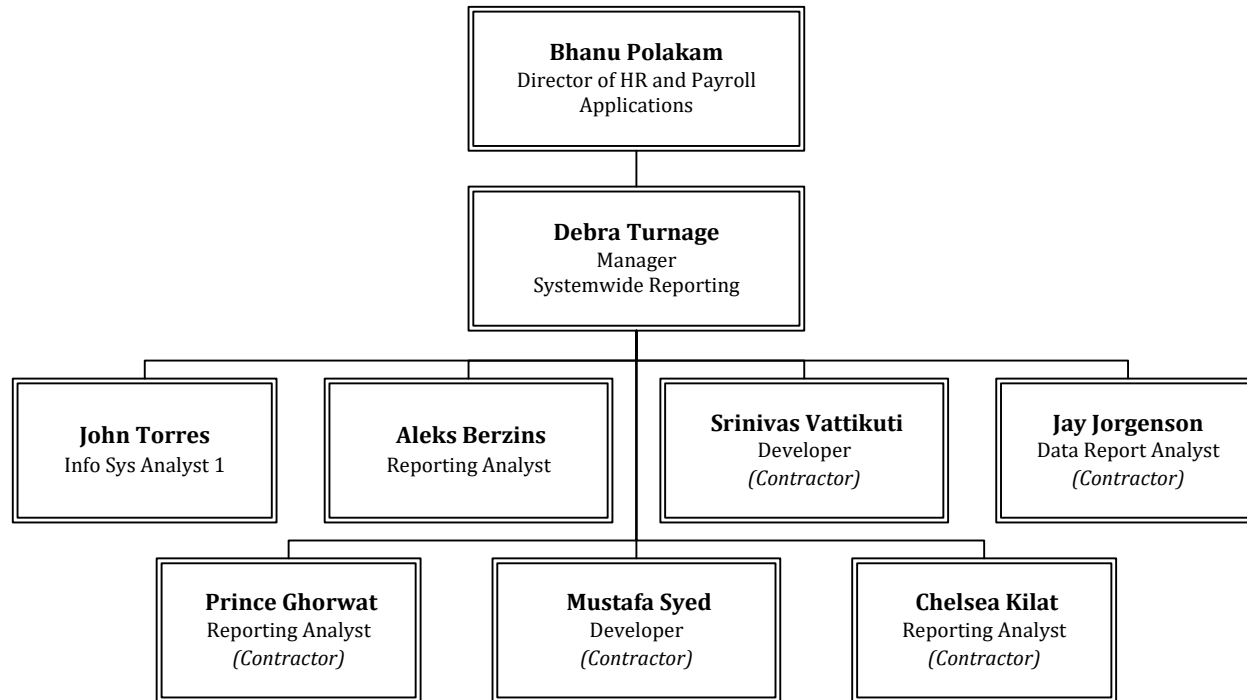 Bhanu Polakam
Director of HR and Payroll
Applications
Debra Turnage
Manager
Systemwide Reporting
John Torres
Info Sys Analyst 1
Aleks Berzins
Reporting Analyst
Srinivas Vattikuti
Developer
(Contractor)
Jay Jorgenson
Data Report Analyst
(Contractor)
Prince Ghorwat
Reporting Analyst
(Contractor)
Mustafa Syed
Developer
(Contractor)
Chelsea Kilat
Reporting Analyst
(Contractor)